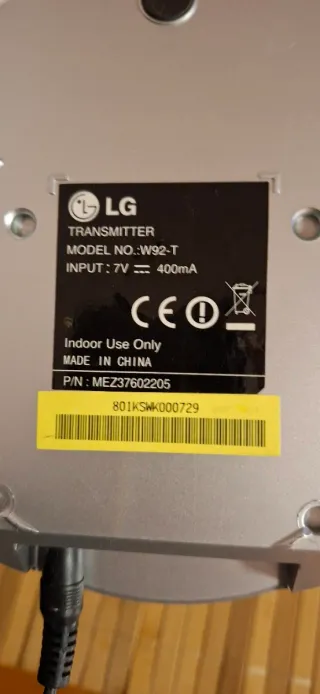 LG
TRANSMITTER
MODEL NO.:W92-T
INPUT : 7V ⎓ 400mA
CE
Indoor Use Only
MADE IN CHINA
P/N : MEZ37602205
801KSWK000729